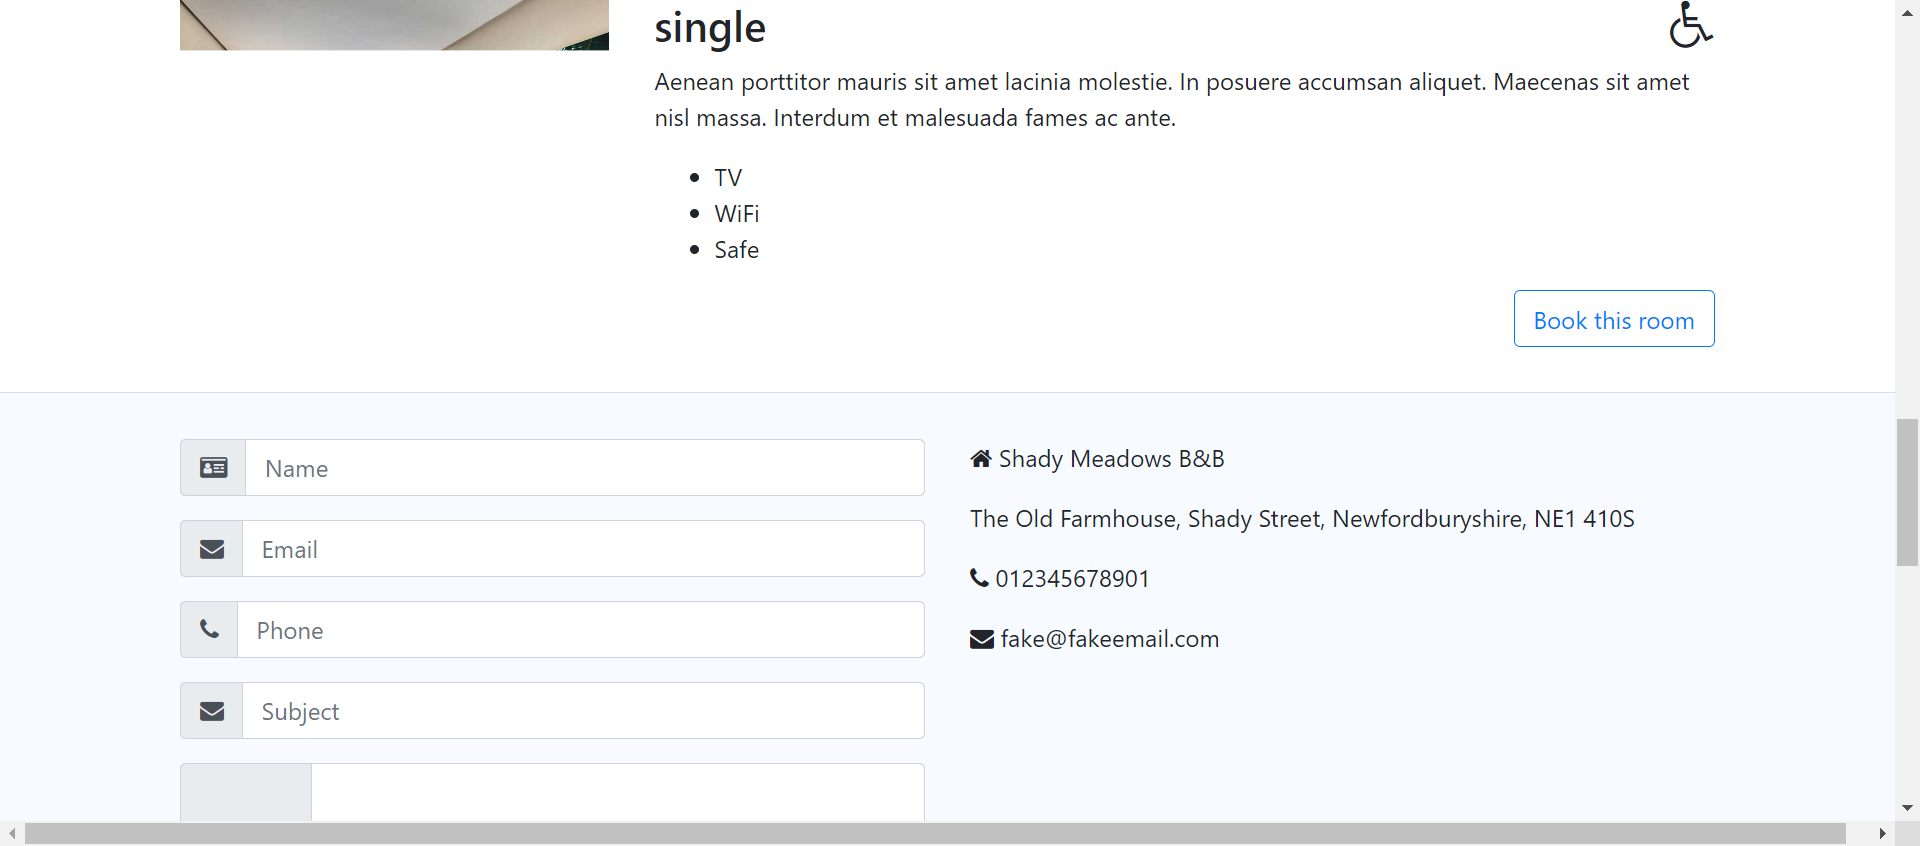 single
Aenean porttitor mauris sit amet lacinia molestie. In posuere accumsan aliquet. Maecenas sit amet
nisl massa. Interdum et malesuada fames ac ante.
TV
WiFi
Safe
Book this room
Name
Email
Phone
Subject
Shady Meadows B&B
The Old Farmhouse, Shady Street, Newfordburyshire, NE1 410S
012345678901
fake@fakeemail.com